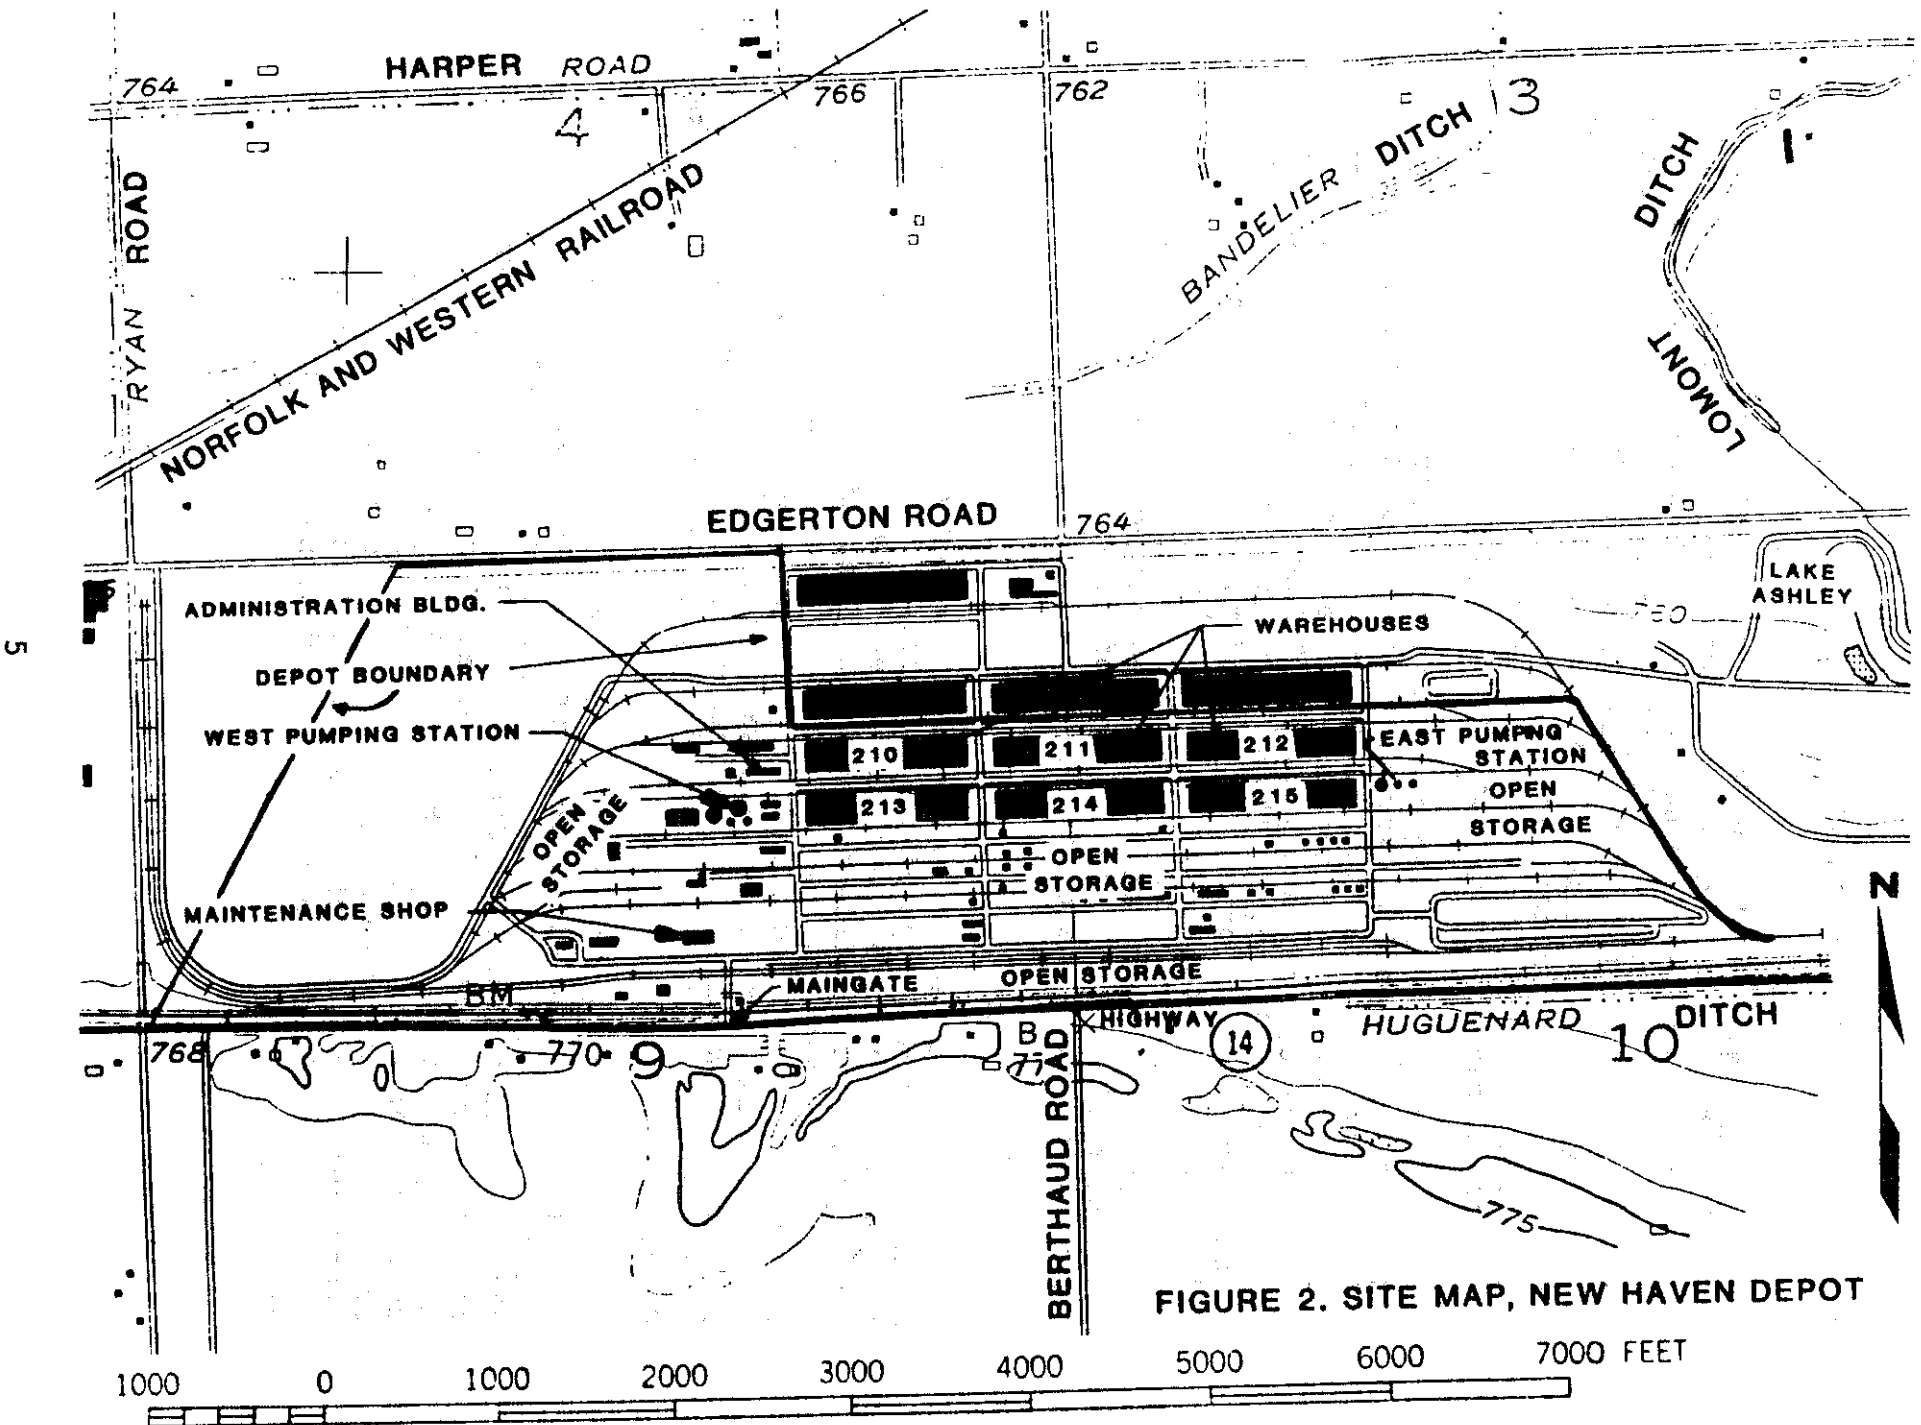 HARPER ROAD
764
766
762
4
3
BANDELIER DITCH
DITCH
LOMONT
RYAN ROAD
NORFOLK AND WESTERN RAILROAD
EDGERTON ROAD
764
LAKE
ASHLEY
760
ADMINISTRATION BLDG.
WAREHOUSES
DEPOT BOUNDARY
WEST PUMPING STATION
210
211
212
EAST PUMPING
STATION
213
214
215
OPEN
STORAGE
OPEN
STORAGE
OPEN
STORAGE
MAINTENANCE SHOP
N
MAINGATE
OPEN STORAGE
BM
HIGHWAY
14
HUGUENARD DITCH
10
768
770
9
B
77
BERTHAUD ROAD
775
5
FIGURE 2. SITE MAP, NEW HAVEN DEPOT
1000 0 1000 2000 3000 4000 5000 6000 7000 FEET